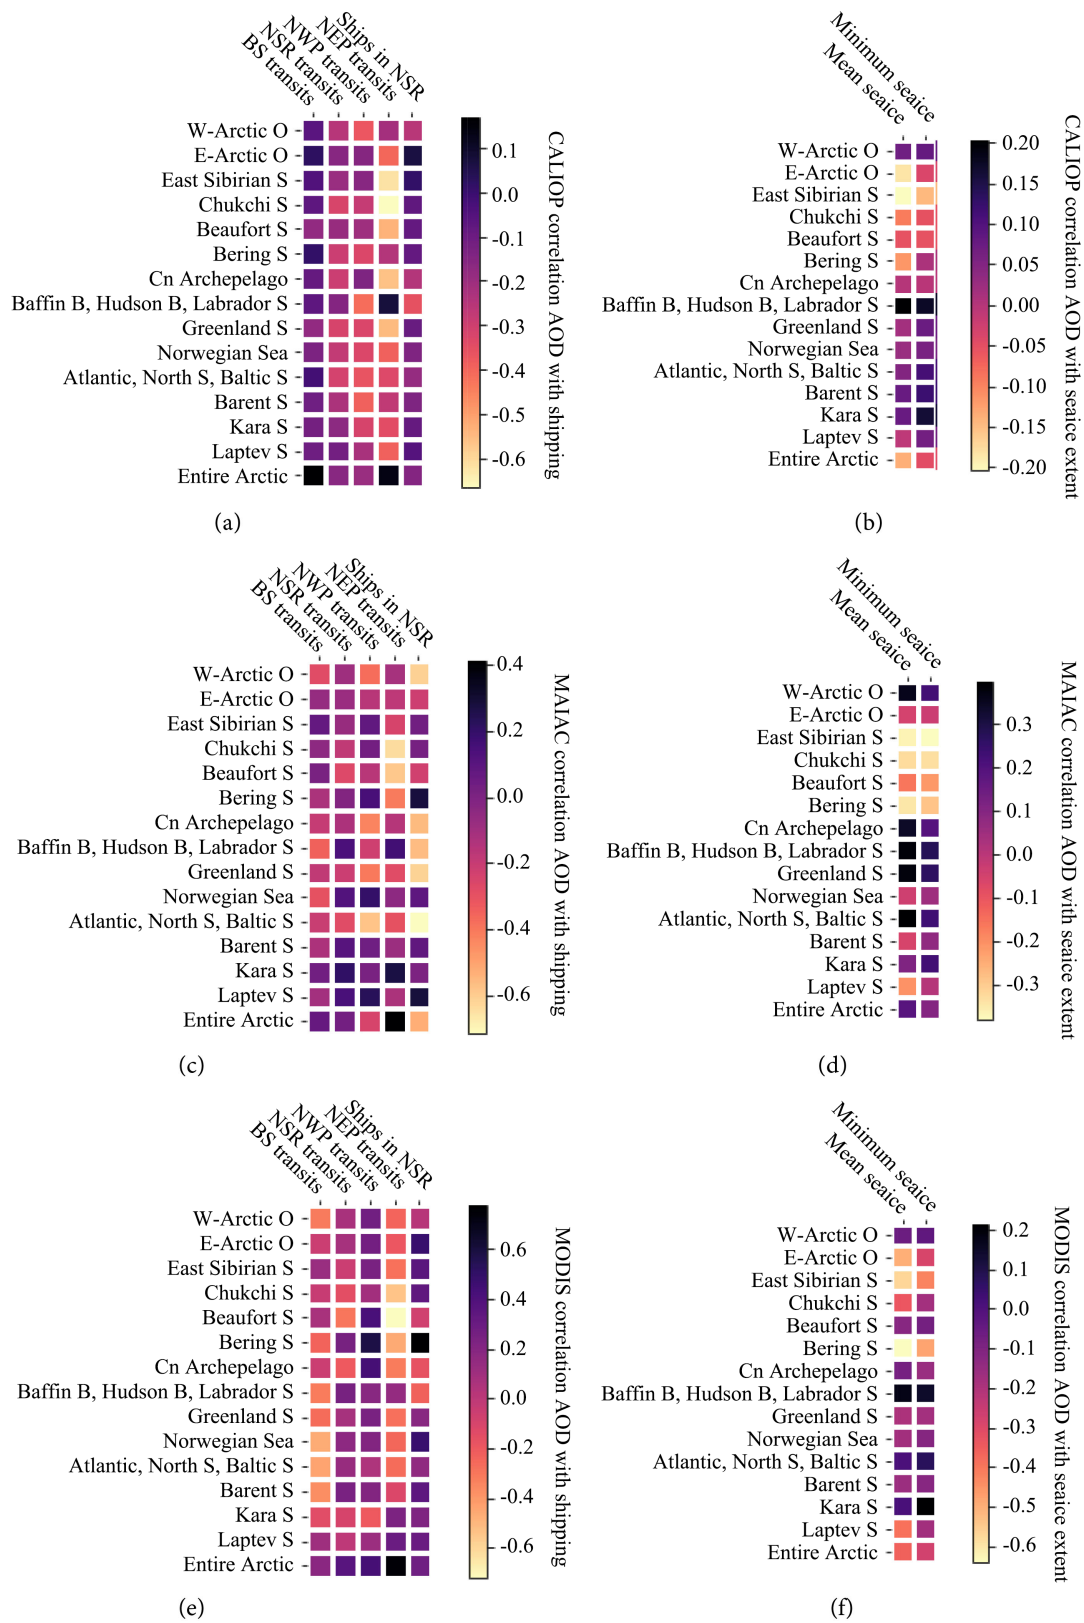 BS transits
NSR transits
NWP transits
NEP transits
Ships in NSR
W-Arctic O
E-Arctic O
East Sibirian S
Chukchi S
Beaufort S
Bering S
Cn Archepelago
Baffin B, Hudson B, Labrador S
Greenland S
Norwegian Sea
Atlantic, North S, Baltic S
Barent S
Kara S
Laptev S
Entire Arctic
0.1
0.0
-0.1
-0.2
-0.3
-0.4
-0.5
-0.6
CALIOP correlation AOD with shipping
(a)
Mean seaice
Minimum seaice
W-Arctic O
E-Arctic O
East Sibirian S
Chukchi S
Beaufort S
Bering S
Cn Archepelago
Baffin B, Hudson B, Labrador S
Greenland S
Norwegian Sea
Atlantic, North S, Baltic S
Barent S
Kara S
Laptev S
Entire Arctic
0.20
0.15
0.10
0.05
0.00
-0.05
-0.10
-0.15
-0.20
CALIOP correlation AOD with seaice extent
(b)
BS transits
NSR transits
NWP transits
NEP transits
Ships in NSR
W-Arctic O
E-Arctic O
East Sibirian S
Chukchi S
Beaufort S
Bering S
Cn Archepelago
Baffin B, Hudson B, Labrador S
Greenland S
Norwegian Sea
Atlantic, North S, Baltic S
Barent S
Kara S
Laptev S
Entire Arctic
0.4
0.2
0.0
-0.2
-0.4
-0.6
MAIAC correlation AOD with shipping
(c)
Mean seaice
Minimum seaice
W-Arctic O
E-Arctic O
East Sibirian S
Chukchi S
Beaufort S
Bering S
Cn Archepelago
Baffin B, Hudson B, Labrador S
Greenland S
Norwegian Sea
Atlantic, North S, Baltic S
Barent S
Kara S
Laptev S
Entire Arctic
0.3
0.2
0.1
0.0
-0.1
-0.2
-0.3
MAIAC correlation AOD with seaice extent
(d)
BS transits
NSR transits
NWP transits
NEP transits
Ships in NSR
W-Arctic O
E-Arctic O
East Sibirian S
Chukchi S
Beaufort S
Bering S
Cn Archepelago
Baffin B, Hudson B, Labrador S
Greenland S
Norwegian Sea
Atlantic, North S, Baltic S
Barent S
Kara S
Laptev S
Entire Arctic
0.6
0.4
0.2
0.0
-0.2
-0.4
-0.6
MODIS correlation AOD with shipping
(e)
Mean seaice
Minimum seaice
W-Arctic O
E-Arctic O
East Sibirian S
Chukchi S
Beaufort S
Bering S
Cn Archepelago
Baffin B, Hudson B, Labrador S
Greenland S
Norwegian Sea
Atlantic, North S, Baltic S
Barent S
Kara S
Laptev S
Entire Arctic
0.2
0.1
0.0
-0.1
-0.2
-0.3
-0.4
-0.5
-0.6
MODIS correlation AOD with seaice extent
(f)